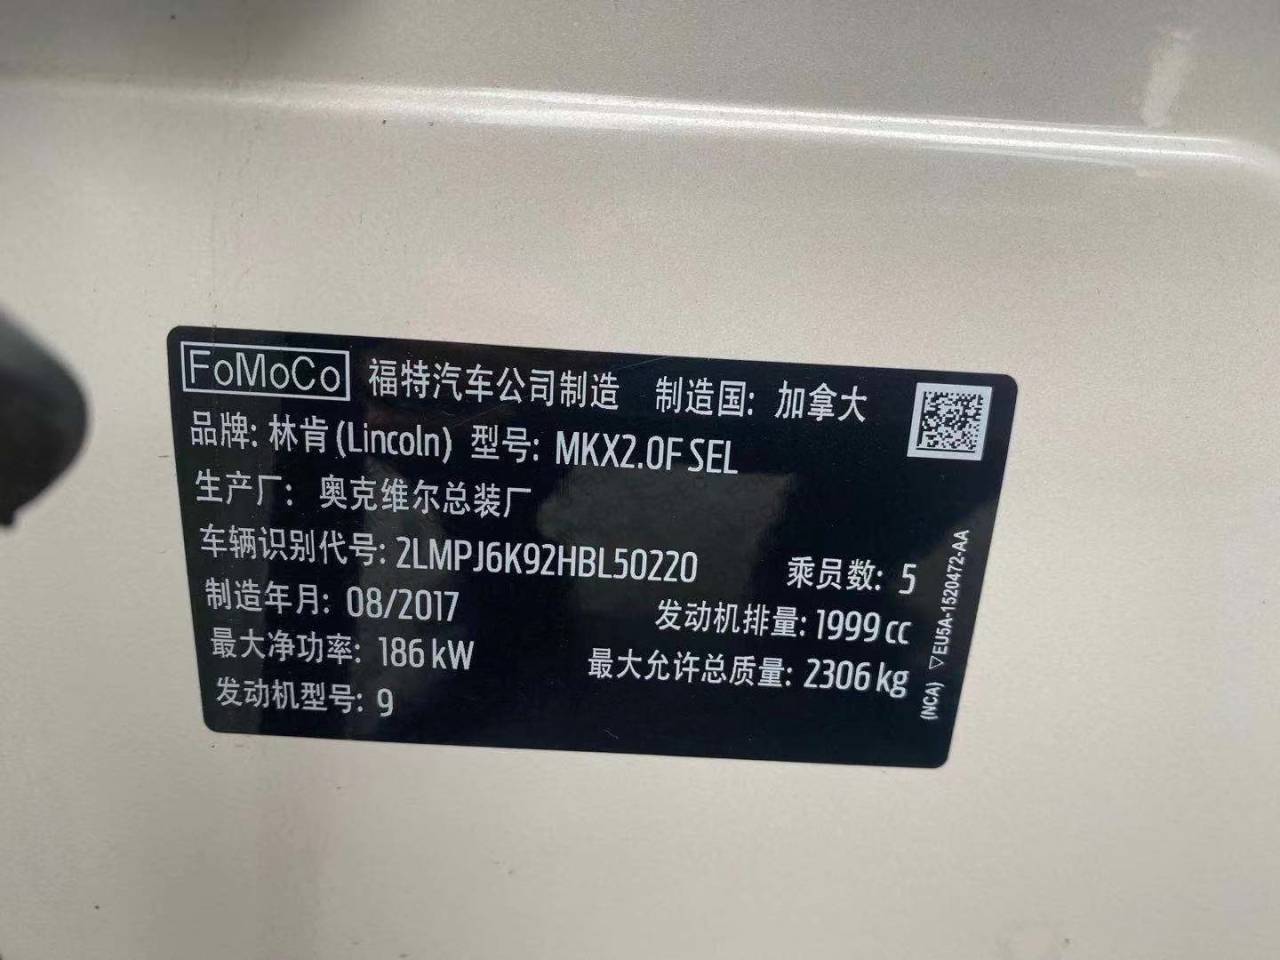 FoMoCo 福特汽车公司制造 制造国: 加拿大
品牌: 林肯 (Lincoln) 型号: MKX2.0F SEL
生产厂: 奥克维尔总装厂
车辆识别代号: 2LMPJ6K92HBL50220 乘员数: 5
制造年月: 08/2017 发动机排量: 1999 cc
最大净功率: 186 kW 最大允许总质量: 2306 kg
发动机型号: 9
(NCA) ▽EU5A-1520472-AA